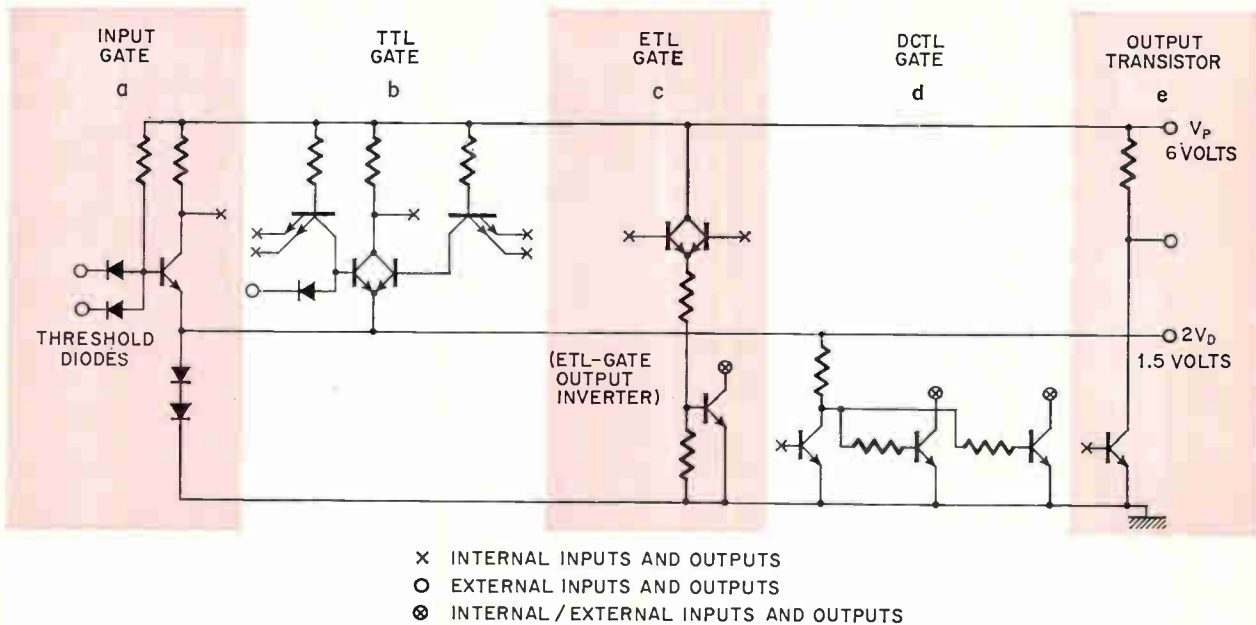 INPUT
GATE
a
TTL
GATE
b
ETL
GATE
c
DCTL
GATE
d
OUTPUT
TRANSISTOR
e
VP
6 VOLTS
THRESHOLD
DIODES
(ETL-GATE
OUTPUT
INVERTER)
2VD
1.5 VOLTS
× INTERNAL INPUTS AND OUTPUTS
○ EXTERNAL INPUTS AND OUTPUTS
⊗ INTERNAL / EXTERNAL INPUTS AND OUTPUTS